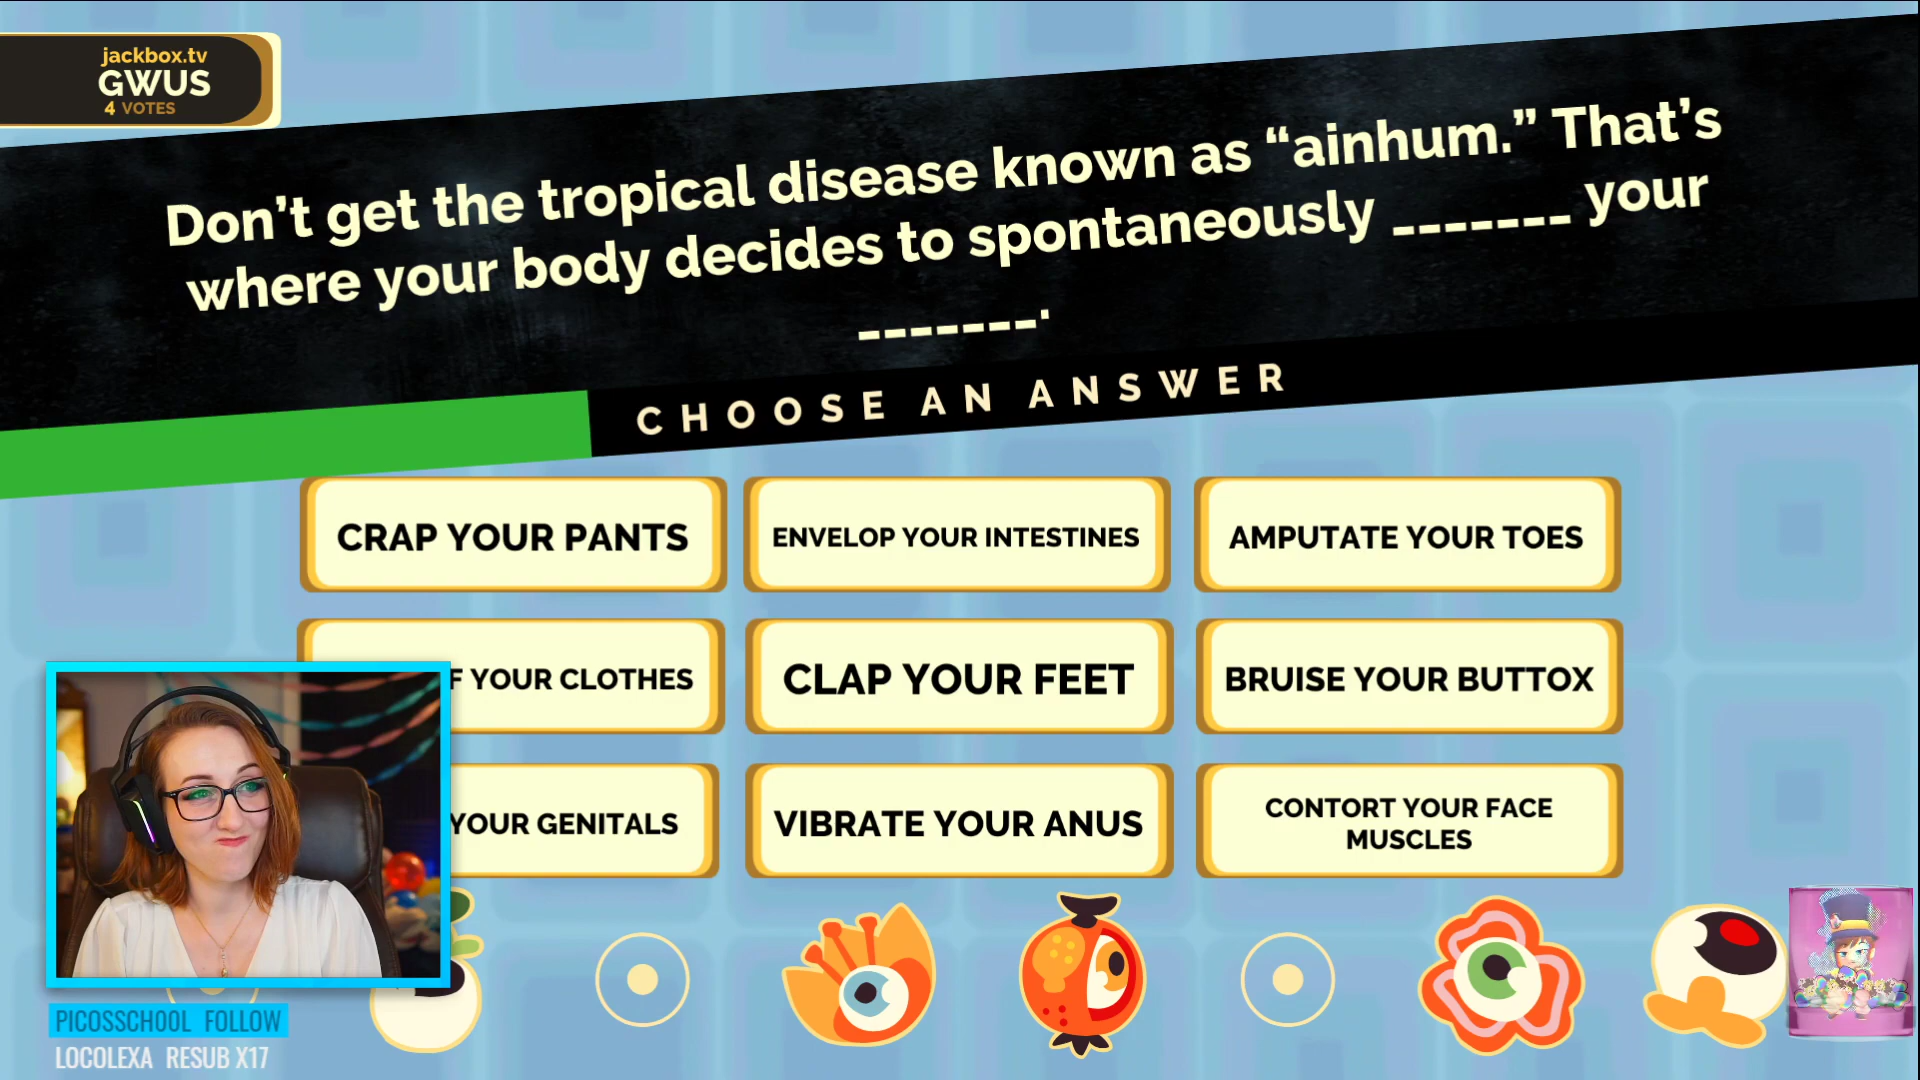 jackbox.tv
GWUS
4 VOTES
Don’t get the tropical disease known as “ainhum.” That’s
where your body decides to spontaneously _______ your
_______.
CHOOSE AN ANSWER
CRAP YOUR PANTS
ENVELOP YOUR INTESTINES
AMPUTATE YOUR TOES
F YOUR CLOTHES
CLAP YOUR FEET
BRUISE YOUR BUTTOX
YOUR GENITALS
VIBRATE YOUR ANUS
CONTORT YOUR FACE
MUSCLES
PICOSSCHOOL FOLLOW
LOCOLEXA RESUB X17